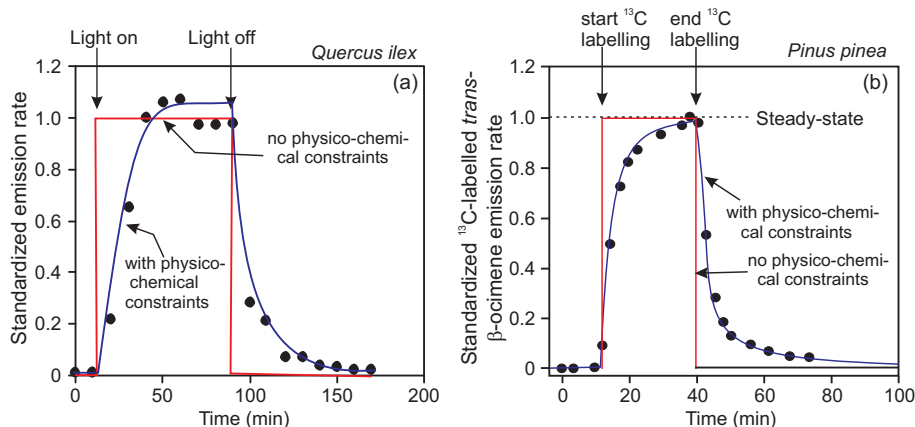 Light on
Light off
Quercus ilex
(a)
Standardized emission rate
1.2
1.0
0.8
0.6
0.4
0.2
0
no physico-chemi-
cal constraints
with physico-
chemical
constraints
0
50
100
150
200
Time (min)
start ¹³C
labelling
end ¹³C
labelling
Pinus pinea
(b)
Standardized ¹³C-labelled trans-
β-ocimene emission rate
1.2
1.0
0.8
0.6
0.4
0.2
0.0
Steady-state
with physico-chemi-
cal constraints
no physico-chemi-
cal constraints
0
20
40
60
80
100
Time (min)